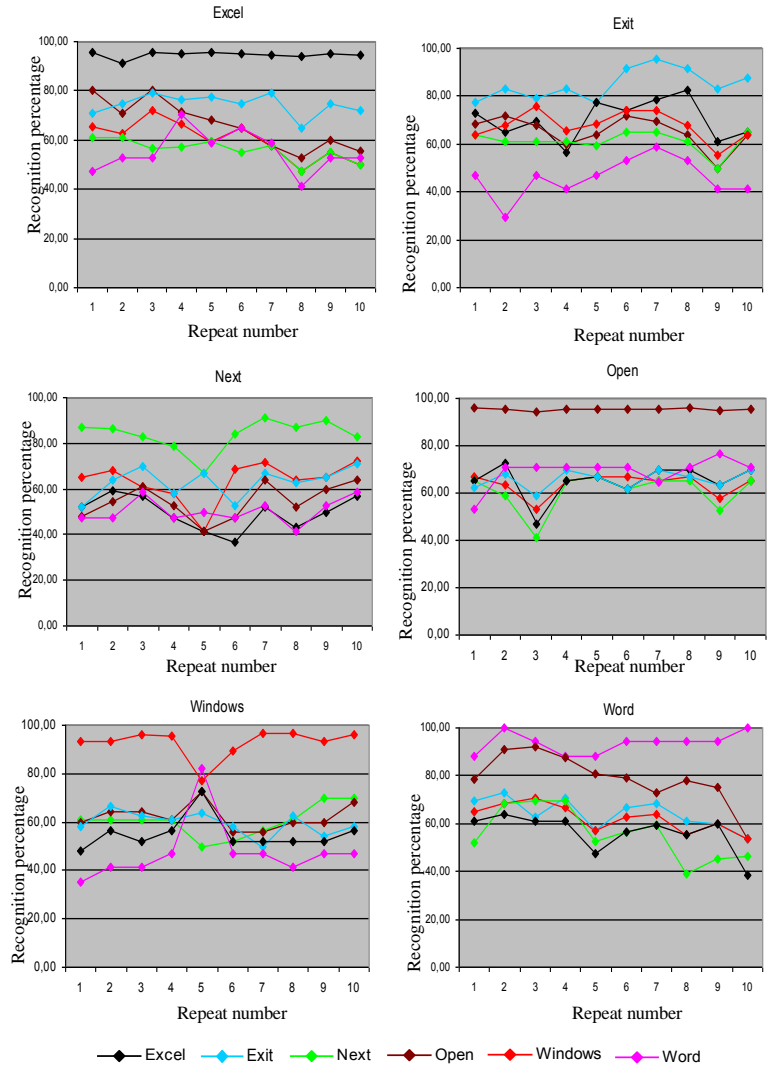 Excel
Recognition percentage
100,00
80,00
60,00
40,00
20,00
0,00
1 2 3 4 5 6 7 8 9 10
Repeat number
Exit
Recognition percentage
100,00
80,00
60,00
40,00
20,00
0,00
1 2 3 4 5 6 7 8 9 10
Repeat number
Next
Recognition percentage
100,00
80,00
60,00
40,00
20,00
0,00
1 2 3 4 5 6 7 8 9 10
Repeat number
Open
Recognition percentage
100,00
80,00
60,00
40,00
20,00
0,00
1 2 3 4 5 6 7 8 9 10
Repeat number
Windows
Recognition percentage
100,00
80,00
60,00
40,00
20,00
0,00
1 2 3 4 5 6 7 8 9 10
Repeat number
Word
Recognition percentage
100,00
80,00
60,00
40,00
20,00
0,00
1 2 3 4 5 6 7 8 9 10
Repeat number
Excel Exit Next Open Windows Word